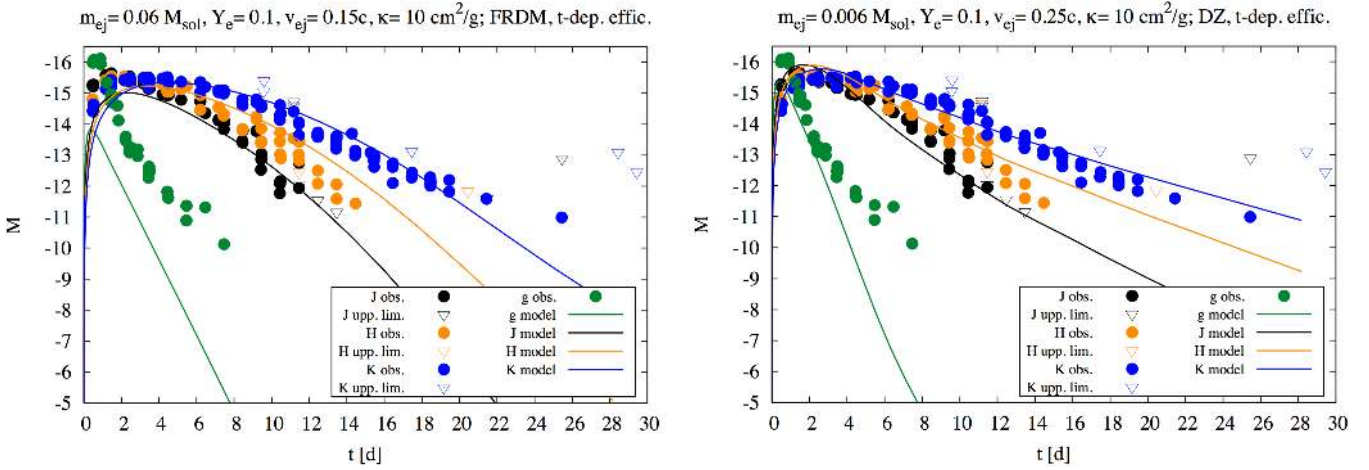 m_ej= 0.06 M_sol, Y_e= 0.1, v_ej= 0.15c, κ= 10 cm²/g; FRDM, t-dep. effic.
-16
-15
-14
-13
-12
-11
-10
-9
-8
-7
-6
-5
M
J obs.
J upp. lim.
H obs.
H upp. lim.
K obs.
K upp. lim.
g obs.
g model
J model
H model
K model
0 2 4 6 8 10 12 14 16 18 20 22 24 26 28 30
t [d]
m_ej= 0.006 M_sol, Y_e= 0.1, v_ej= 0.25c, κ= 10 cm²/g; DZ, t-dep. effic.
-16
-15
-14
-13
-12
-11
-10
-9
-8
-7
-6
-5
M
J obs.
J upp. lim.
H obs.
H upp. lim.
K obs.
K upp. lim.
g obs.
g model
J model
H model
K model
0 2 4 6 8 10 12 14 16 18 20 22 24 26 28 30
t [d]